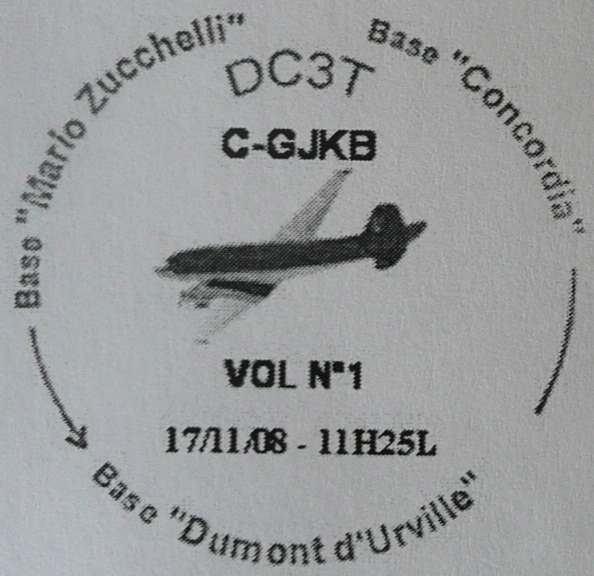 Base "Mario Zucchelli"
Base "Concordia"
DC3T
C-GJKB
VOL N°1
17/11/08 - 11H25L
Base "Dumont d'Urville"